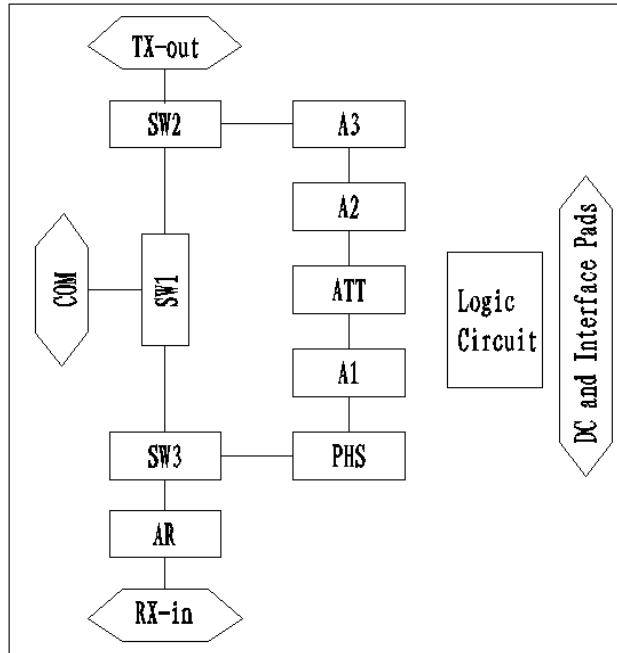 TX-out
SW2
A3
A2
COM
SW1
ATT
Logic
Circuit
DC and Interface Pads
A1
SW3
PHS
AR
RX-in